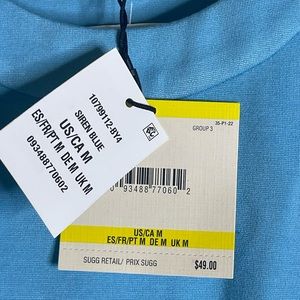 10799112-8Y4
SIREN BLUE
US/CA M
ES/FR/PT M DE M UK M
093488770602
35-P1-22
GROUP 3
0 93488 77060 2
US/CA M
ES/FR/PT M DE M UK M
SUGG RETAIL/ PRIX SUGG
$49.00